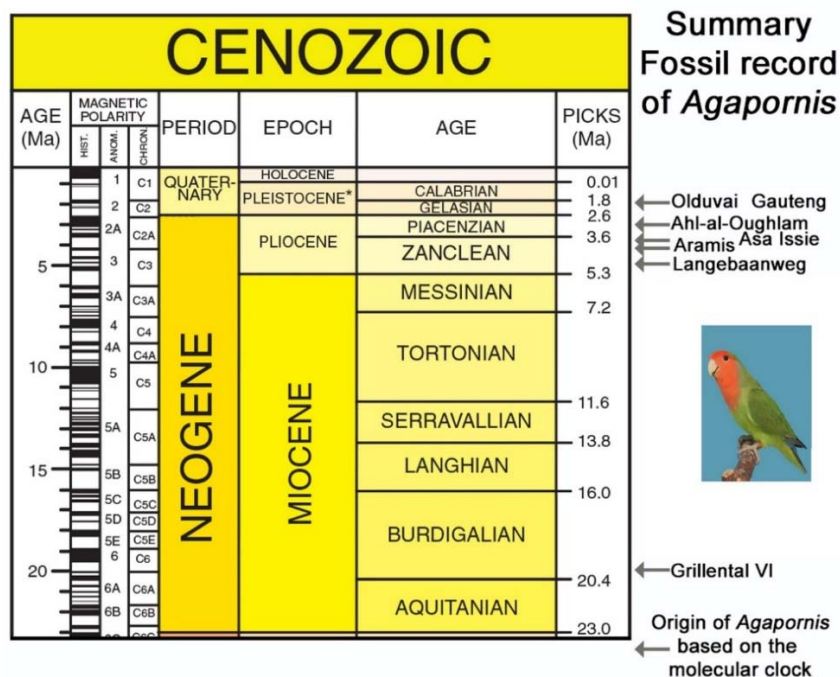 CENOZOIC
Summary
Fossil record
of Agapornis
AGE
(Ma)
MAGNETIC
POLARITY
HIST.
ANOM.
CHRON.
PERIOD
EPOCH
AGE
PICKS
(Ma)
5
10
15
20
1
2
2A
3
3A
4
4A
5
5A
5B
5C
5D
5E
6
6A
6B
C1
C2
C2A
C3
C3A
C4
C4A
C5
C5A
C5B
C5C
C5D
C5E
C6
C6A
C6B
C6C
QUATER-
NARY
NEOGENE
HOLOCENE
PLEISTOCENE*
PLIOCENE
MIOCENE
CALABRIAN
GELASIAN
PIACENZIAN
ZANCLEAN
MESSINIAN
TORTONIAN
SERRAVALLIAN
LANGHIAN
BURDIGALIAN
AQUITANIAN
0.01
1.8
2.6
3.6
5.3
7.2
11.6
13.8
16.0
20.4
23.0
Olduvai Gauteng
Ahl-al-Oughlam
Aramis Asa Issie
Langebaanweg
Grillental VI
Origin of Agapornis
based on the
molecular clock